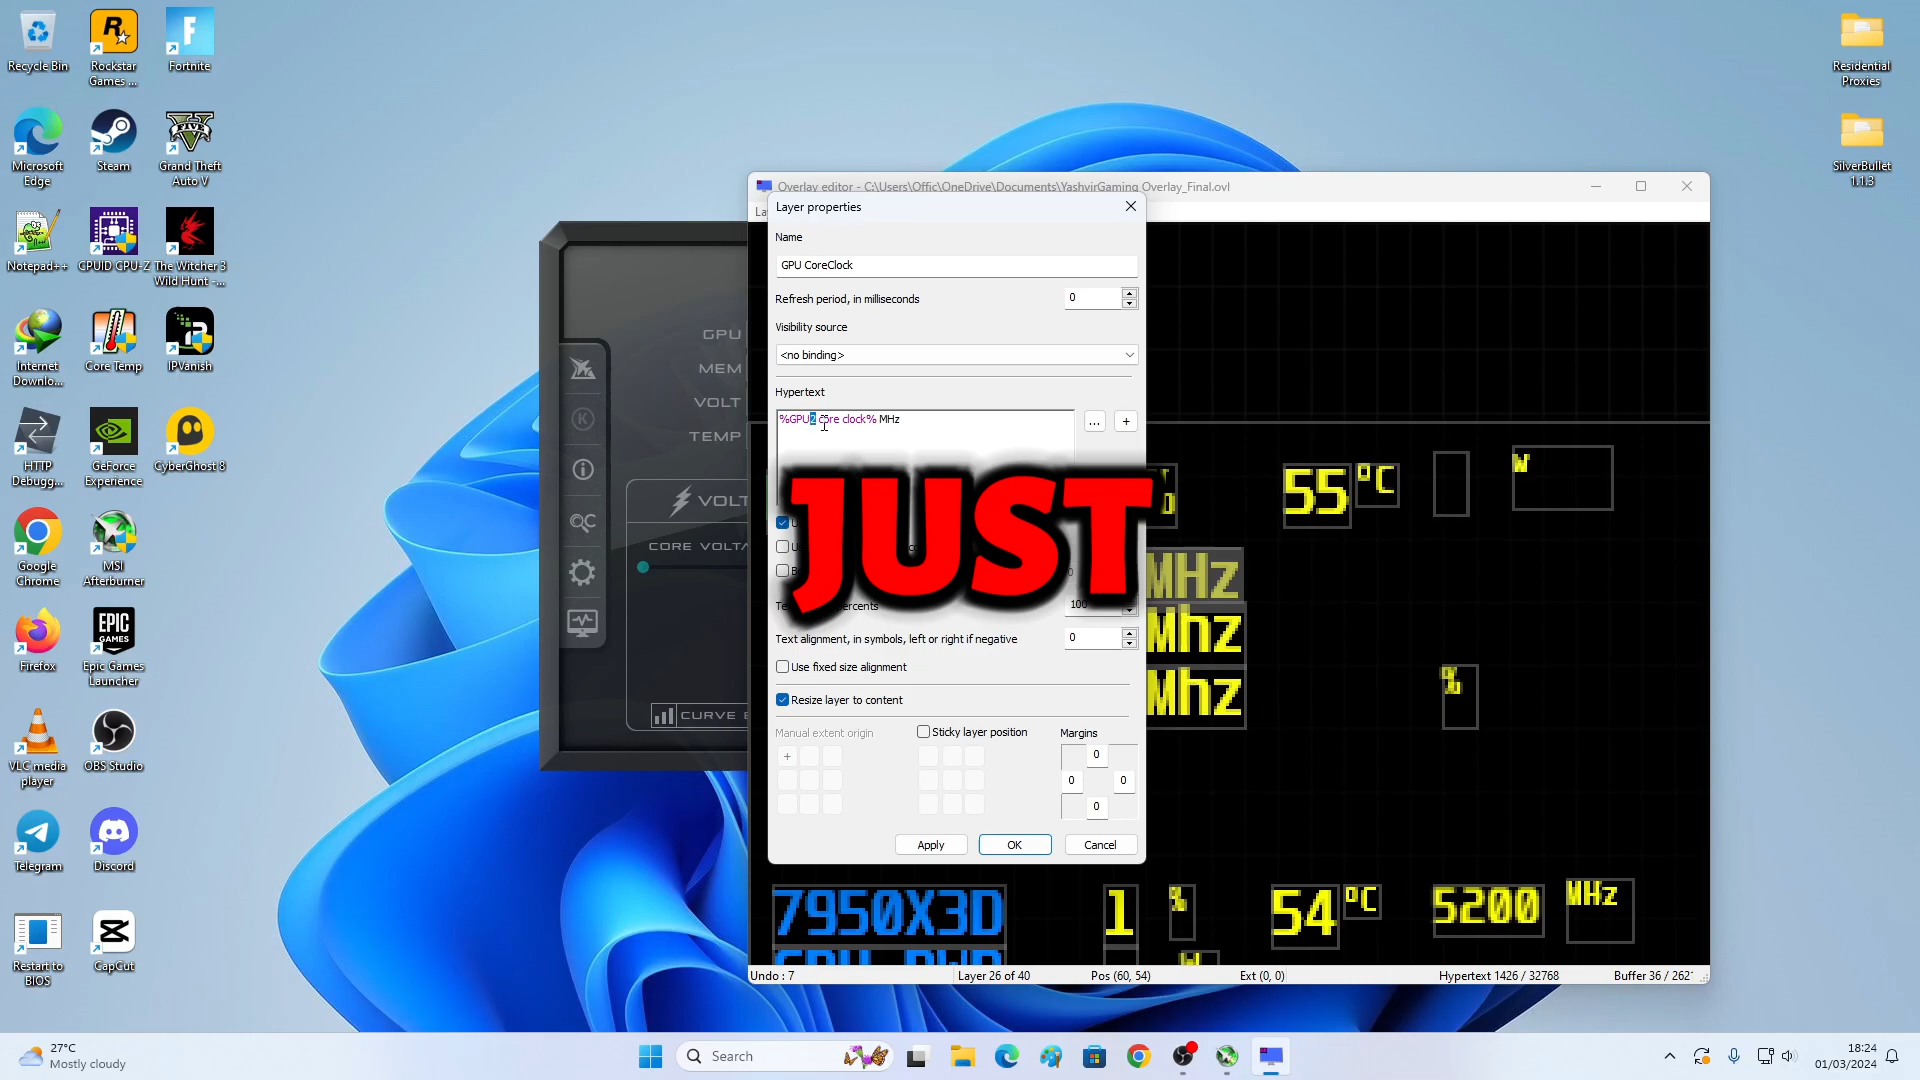 Recycle Bin
Rockstar
Games ...
Fortnite
Microsoft
Edge
Steam
Grand Theft
Auto V
Notepad++
CPUID CPU-Z
The Witcher 3
Wild Hunt -...
Internet
Downlo...
Core Temp
IPVanish
HTTP
Debugg...
GeForce
Experience
CyberGhost 8
Google
Chrome
MSI
Afterburner
Firefox
EPIC
GAMES
Epic Games
Launcher
VLC media
player
OBS Studio
Telegram
Discord
Restart to
BIOS
CapCut
Residential
Proxies
SilverBullet
1.1.3
GPU
MEM
VOLT
TEMP
VOLT
CORE VOLTA
CURVE E
Overlay editor - C:\Users\Offic\OneDrive\Documents\YashvirGaming Overlay_Final.ovl
La
Layer properties
Name
GPU CoreClock
Refresh period, in milliseconds
0
Visibility source
<no binding>
Hypertext
%GPU2 core clock% MHz
...
+
JUST
100
Text alignment, in symbols, left or right if negative
0
Use fixed size alignment
Resize layer to content
Manual extent origin
+
Sticky layer position
Margins
0
0
0
0
Apply
OK
Cancel
55 °C
W
MHz
Mhz
Mhz
%
7950X3D
1 %
54 °C
5200 MHz
W
Undo : 7
Layer 26 of 40
Pos (60, 54)
Ext (0, 0)
Hypertext 1426 / 32768
Buffer 36 / 262
27°C
Mostly cloudy
Search
18:24
01/03/2024